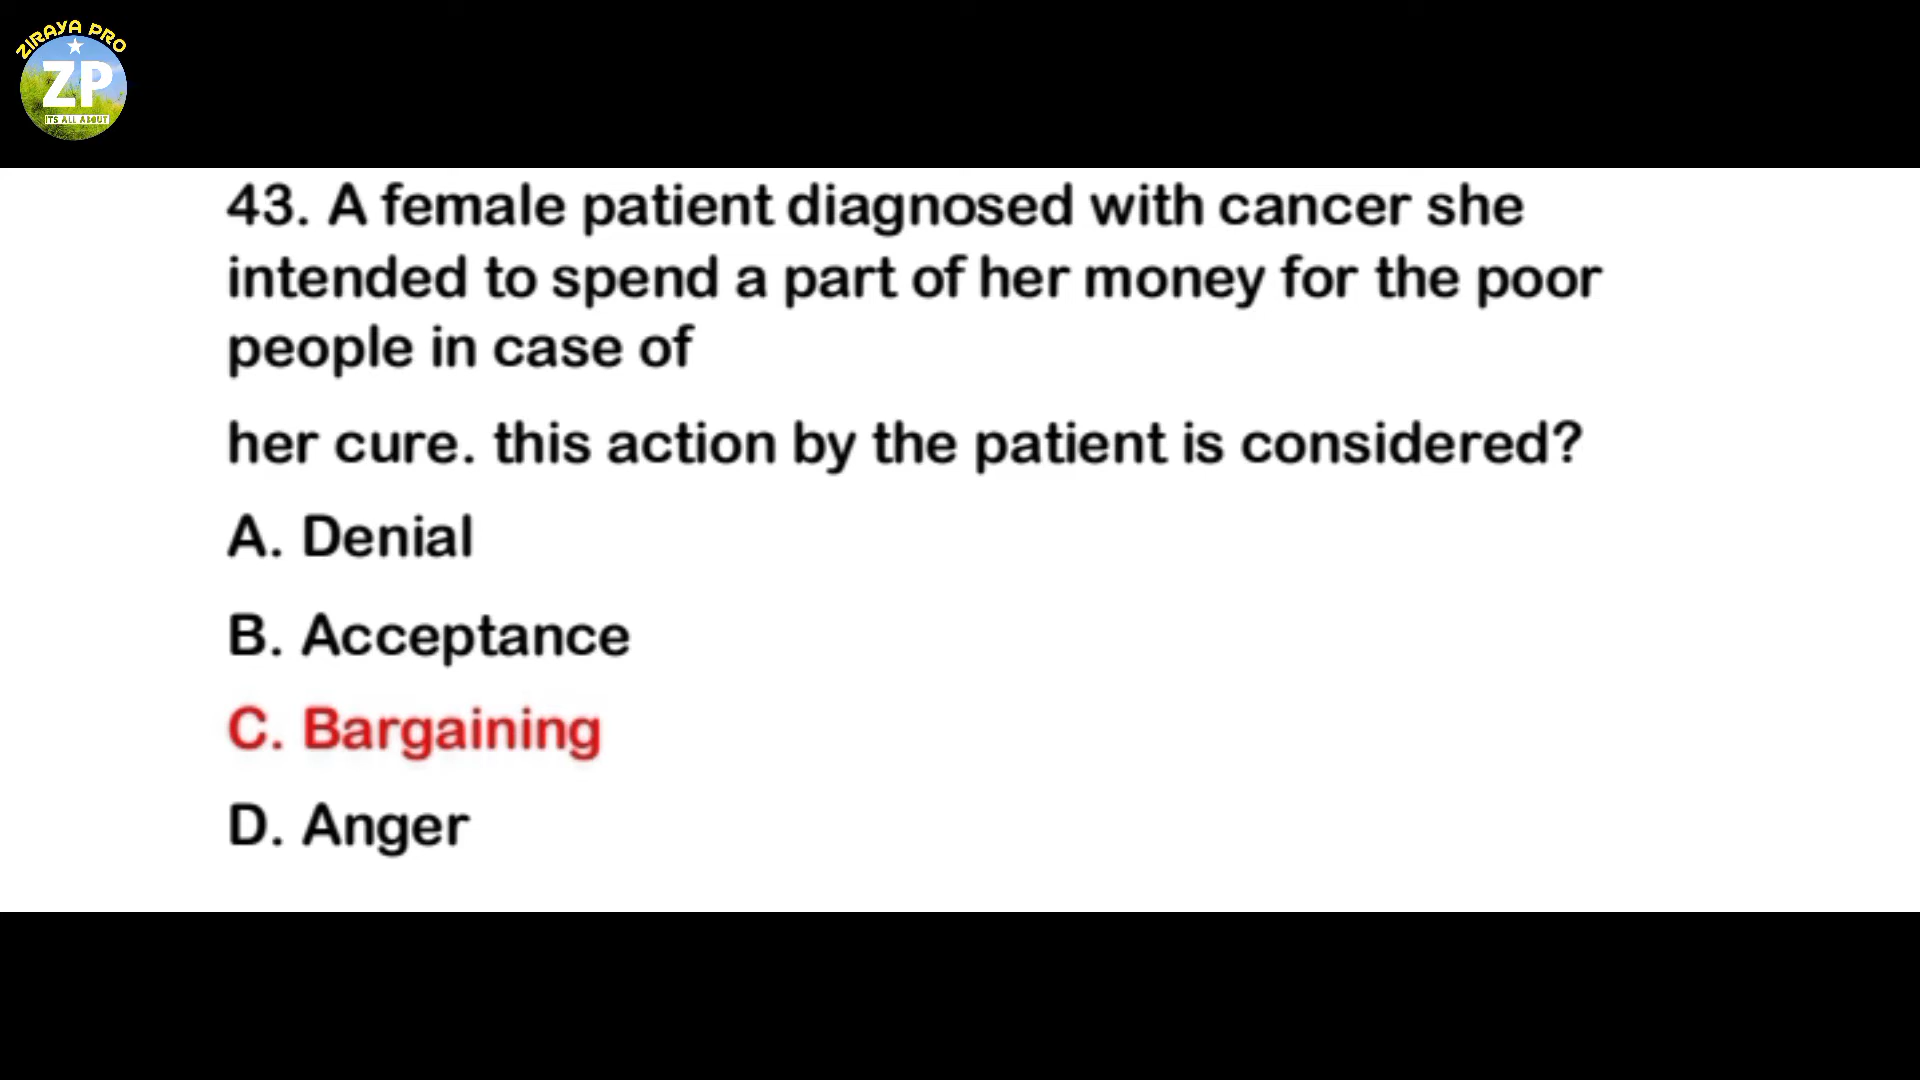 ZIRAYA PRO
ZP
ITS ALL ABOUT
43. A female patient diagnosed with cancer she
intended to spend a part of her money for the poor
people in case of
her cure. this action by the patient is considered?
A. Denial
B. Acceptance
C. Bargaining
D. Anger